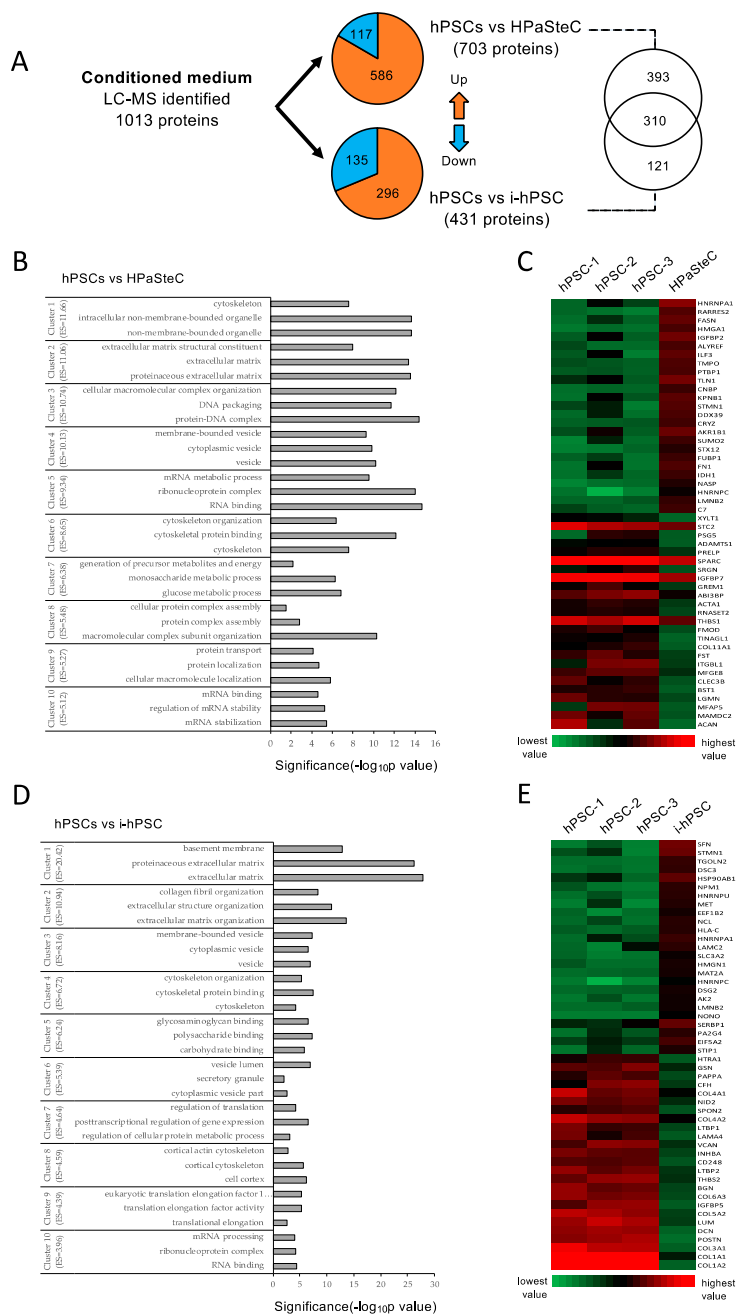 A
Conditioned medium
LC-MS identified
1013 proteins
117
586
135
296
hPSCs vs HPaSteC
(703 proteins)
Up
Down
hPSCs vs i-hPSC
(431 proteins)
393
310
121
B
hPSCs vs HPaSteC
Cluster 1
(ES=11.66)
cytoskeleton
intracellular non-membrane-bounded organelle
non-membrane-bounded organelle
Cluster 2
(ES=11.06)
extracellular matrix structural constituent
extracellular matrix
proteinaceous extracellular matrix
Cluster 3
(ES=10.74)
cellular macromolecular complex organization
DNA packaging
protein-DNA complex
Cluster 4
(ES=10.13)
membrane-bounded vesicle
cytoplasmic vesicle
vesicle
Cluster 5
(ES=9.34)
mRNA metabolic process
ribonucleoprotein complex
RNA binding
Cluster 6
(ES=8.65)
cytoskeleton organization
cytoskeletal protein binding
cytoskeleton
Cluster 7
(ES=6.38)
generation of precursor metabolites and energy
monosaccharide metabolic process
glucose metabolic process
Cluster 8
(ES=5.48)
cellular protein complex assembly
protein complex assembly
macromolecular complex subunit organization
Cluster 9
(ES=5.27)
protein transport
protein localization
cellular macromolecule localization
Cluster 10
(ES=5.12)
mRNA binding
regulation of mRNA stability
mRNA stabilization
0 2 4 6 8 10 12 14 16
Significance(-log10p value)
C
hPSC-1
hPSC-2
hPSC-3
HPaSteC
HNRNPA1
RARRES2
FASN
HMGA1
IGFBP2
ALYREF
ILF3
TMPO
PTBP1
TLN1
CNBP
KPNB1
STMN1
DDX39
CRYZ
AKR1B1
SUMO2
STX12
FUBP1
FN1
IDH1
NASP
HNRNPC
LMNB2
C7
XYLT1
STC2
PSG5
ADAMTS1
PRELP
SPARC
SRGN
IGFBP7
GREM1
ABI3BP
ACTA1
RNASET2
THBS1
FMOD
TINAGL1
COL11A1
FST
ITGBL1
MFGE8
CLEC3B
BST1
LGMN
MFAP5
MAMDC2
ACAN
lowest
value
highest
value
D
hPSCs vs i-hPSC
Cluster 1
(ES=20.42)
basement membrane
proteinaceous extracellular matrix
extracellular matrix
Cluster 2
(ES=10.94)
collagen fibril organization
extracellular structure organization
extracellular matrix organization
Cluster 3
(ES=8.16)
membrane-bounded vesicle
cytoplasmic vesicle
vesicle
Cluster 4
(ES=6.72)
cytoskeleton organization
cytoskeletal protein binding
cytoskeleton
Cluster 5
(ES=6.24)
glycosaminoglycan binding
polysaccharide binding
carbohydrate binding
Cluster 6
(ES=5.39)
vesicle lumen
secretory granule
cytoplasmic vesicle part
Cluster 7
(ES=4.64)
regulation of translation
posttranscriptional regulation of gene expression
regulation of cellular protein metabolic process
Cluster 8
(ES=4.59)
cortical actin cytoskeleton
cortical cytoskeleton
cell cortex
Cluster 9
(ES=4.39)
eukaryotic translation elongation factor 1…
translation elongation factor activity
translational elongation
Cluster 10
(ES=3.96)
mRNA processing
ribonucleoprotein complex
RNA binding
0 5 10 15 20 25 30
Significance(-log10p value)
E
hPSC-1
hPSC-2
hPSC-3
i-hPSC
SFN
STMN1
TGOLN2
DSC3
HSP90AB1
NPM1
HNRNPU
MET
EEF1B2
NCL
HLA-C
HNRNPA1
LAMC2
SLC3A2
HMGN1
MAT2A
HNRNPC
DSG2
AK2
LMNB2
NONO
SERBP1
PA2G4
EIF5A2
STIP1
HTRA1
GSN
PAPPA
CFH
COL4A1
NID2
SPON2
COL4A2
LTBP1
LAMA4
VCAN
INHBA
CD248
LTBP2
THBS2
BGN
COL6A3
IGFBP5
COL5A2
LUM
DCN
POSTN
COL3A1
COL1A1
COL1A2
lowest
value
highest
value